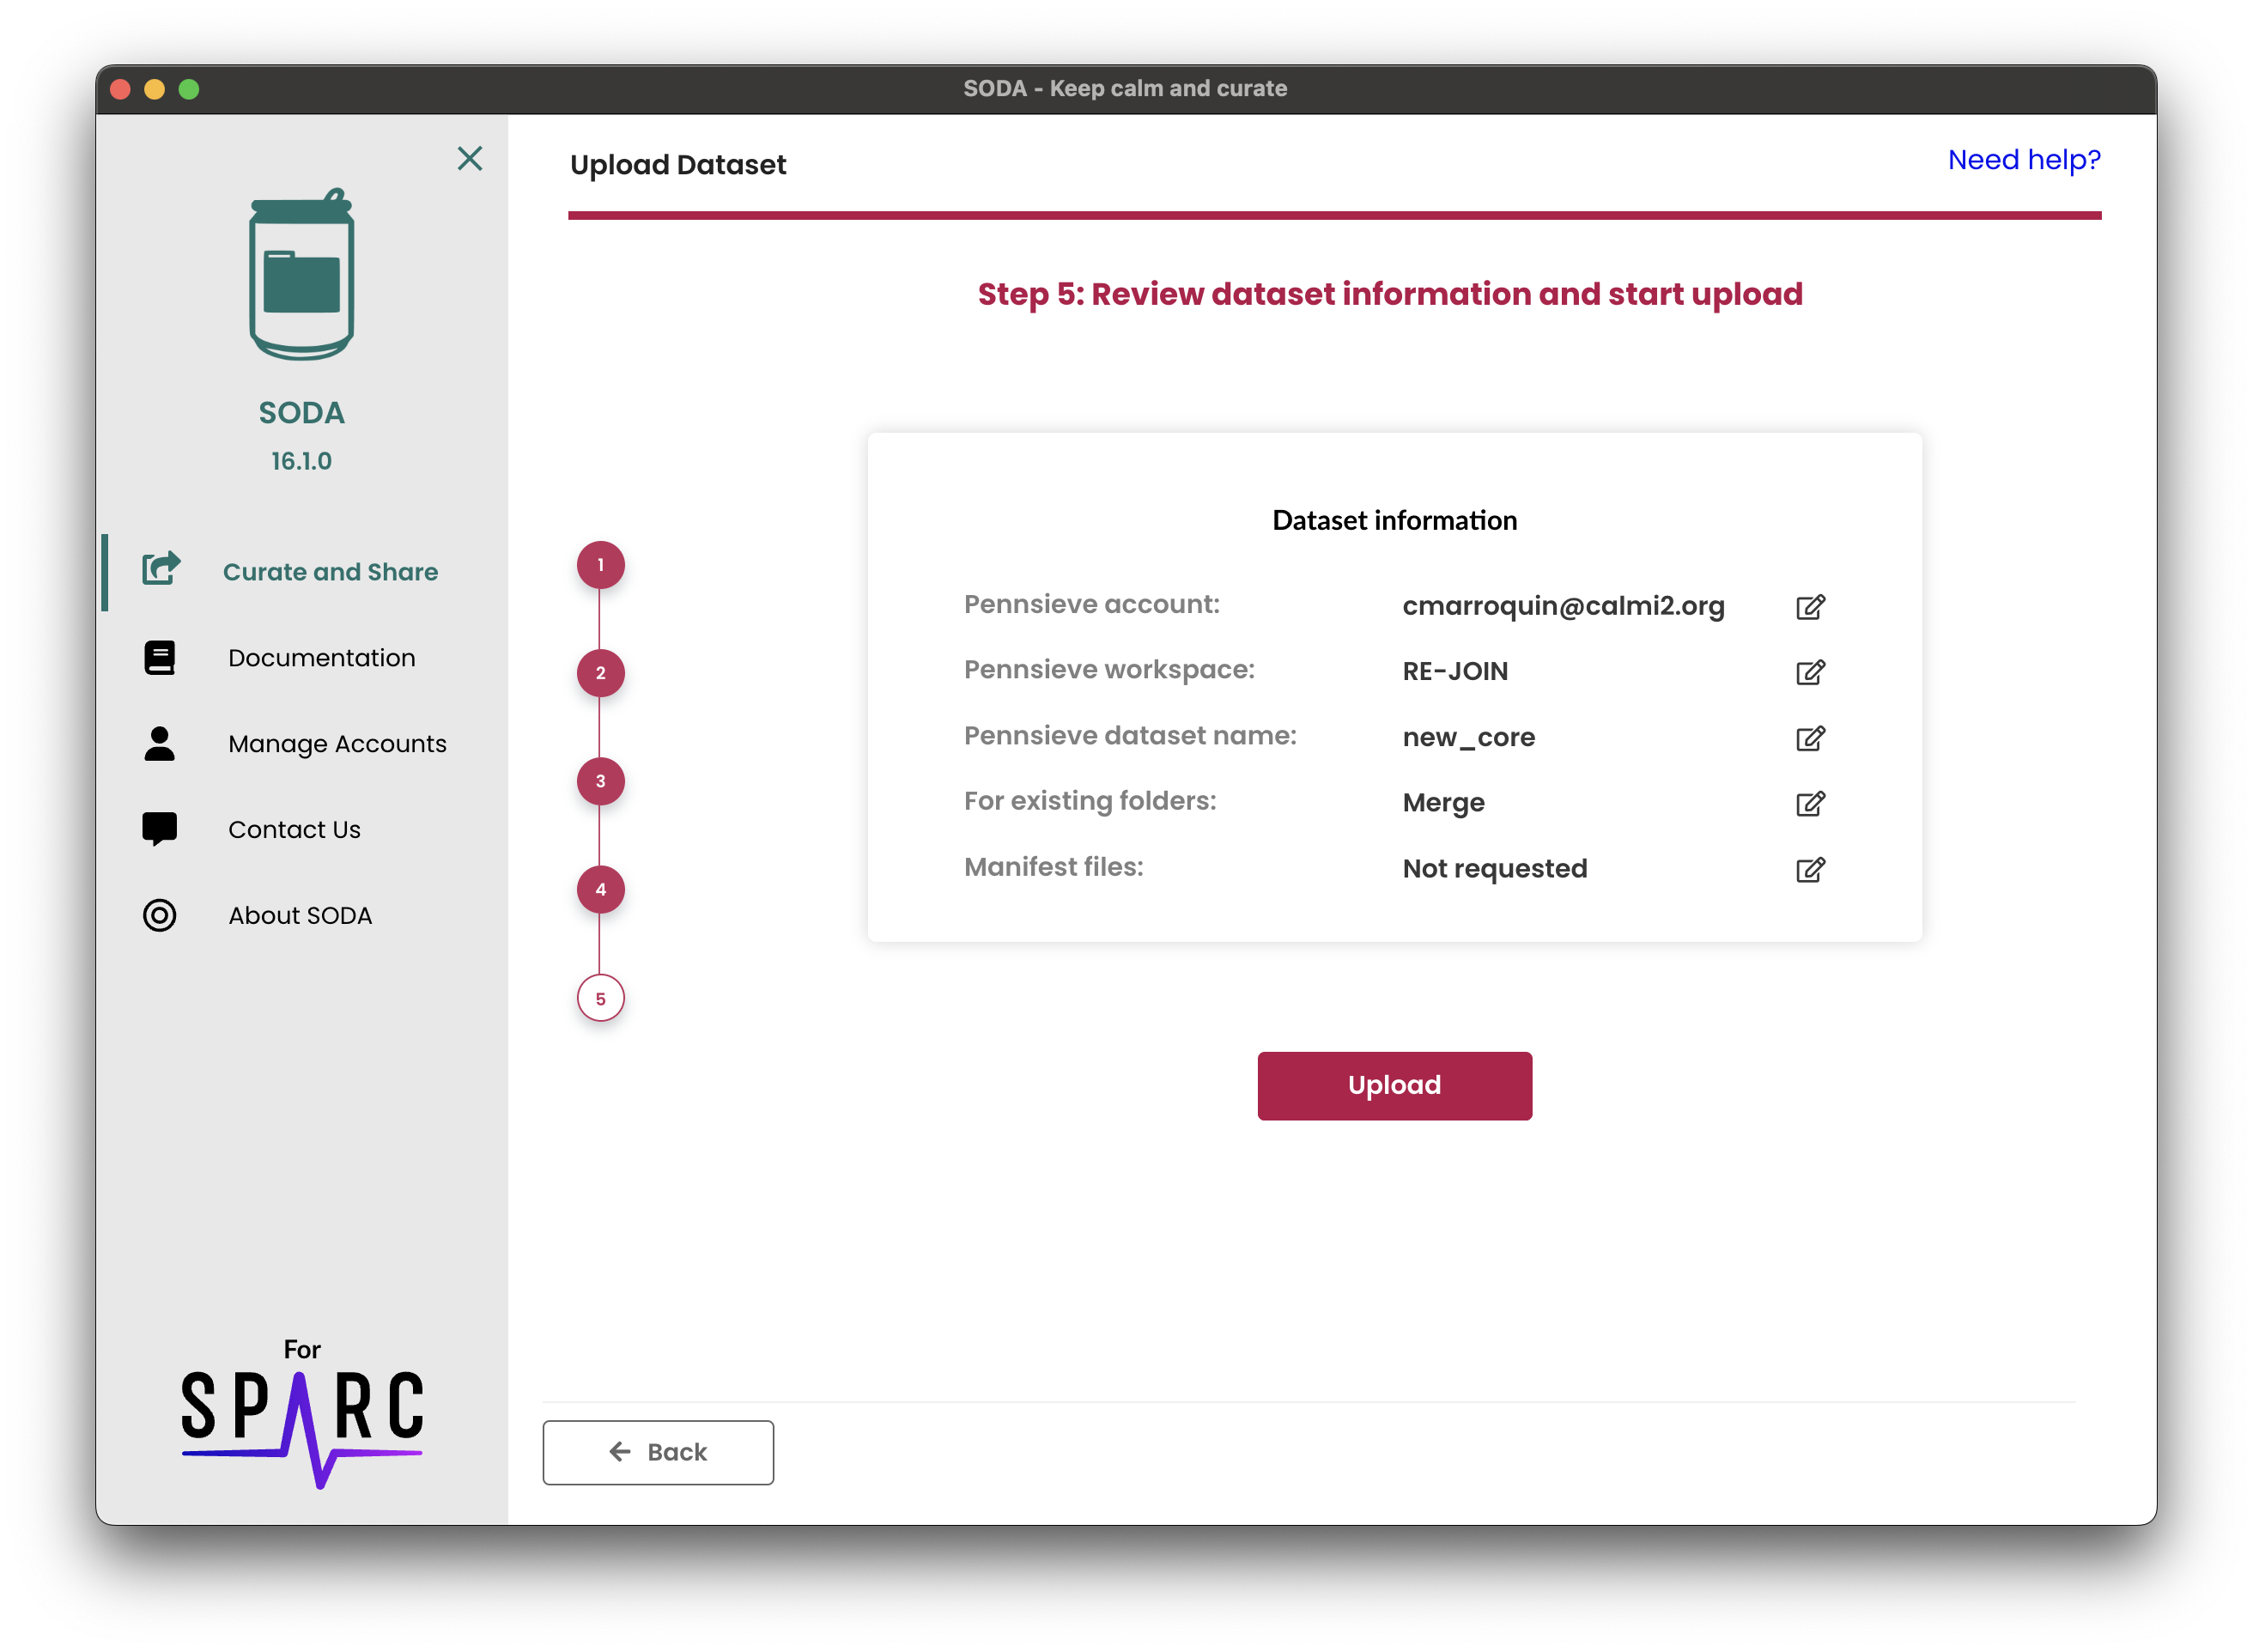 SODA - Keep calm and curate
SODA
16.1.0
Curate and Share
Documentation
Manage Accounts
Contact Us
About SODA
For
SPARC
Upload Dataset
Need help?
Step 5: Review dataset information and start upload
1
2
3
4
5
Dataset information
Pennsieve account: cmarroquin@calmi2.org
Pennsieve workspace: RE-JOIN
Pennsieve dataset name: new_core
For existing folders: Merge
Manifest files: Not requested
Upload
Back